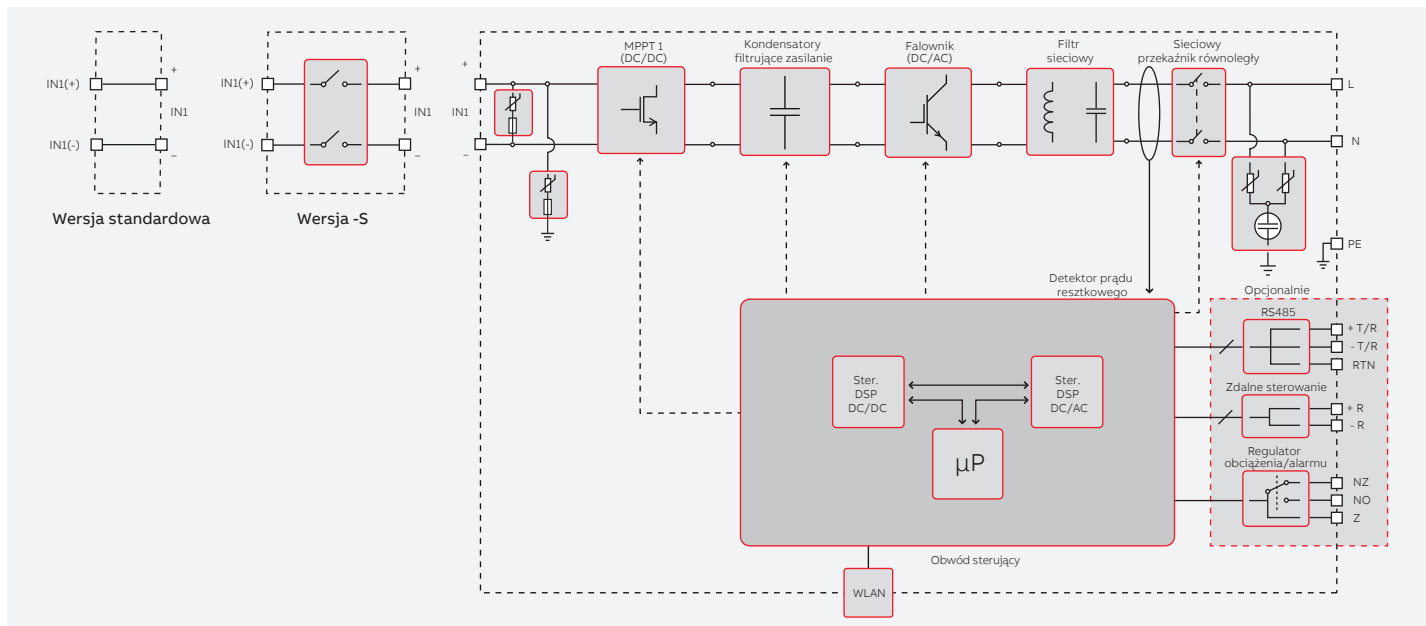 IN1(+)
+
IN1
IN1(-)
–
Wersja standardowa
IN1(+)
+
IN1
IN1(-)
–
Wersja -S
+
IN1
–
MPPT 1
(DC/DC)
Kondensatory
filtrujące zasilanie
Falownik
(DC/AC)
Filtr
sieciowy
Sieciowy
przekaźnik równoległy
L
N
PE
Detektor prądu
resztkowego
Opcjonalnie
RS485
+ T/R
- T/R
RTN
Zdalne sterowanie
+ R
- R
Regulator
obciążenia/alarmu
NZ
NO
Z
Ster.
DSP
DC/DC
Ster.
DSP
DC/AC
µP
Obwód sterujący
WLAN